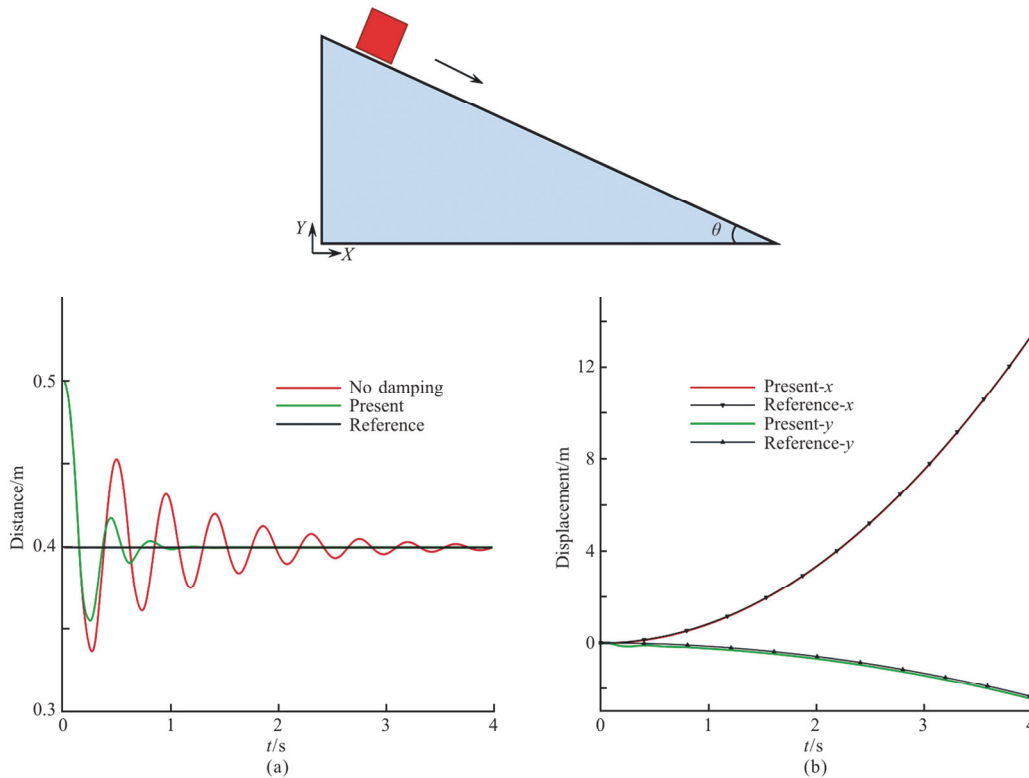 Y
X
θ
0.5
0.4
0.3
Distance/m
No damping
Present
Reference
0 1 2 3 4
t/s
(a)
12
8
4
0
Displacement/m
Present-x
Reference-x
Present-y
Reference-y
0 1 2 3 4
t/s
(b)